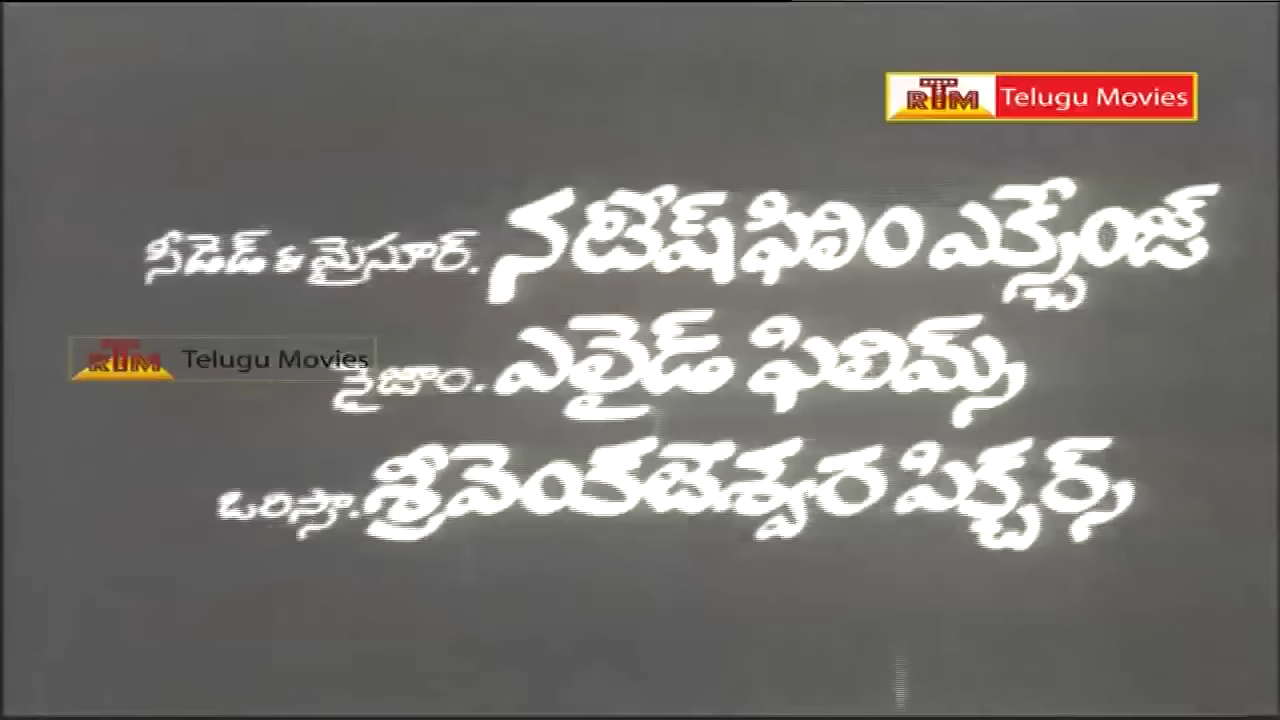 RTM Telugu Movies
సీడెడ్ & మైసూర్. నటేష్ ఫిలిం ఎక్స్చేంజ్
RTM Telugu Movies
నైజాం. ఎలైడ్ ఫిలిమ్స్
ఒరిస్సా. శ్రీవెంకటేశ్వర పిక్చర్స్